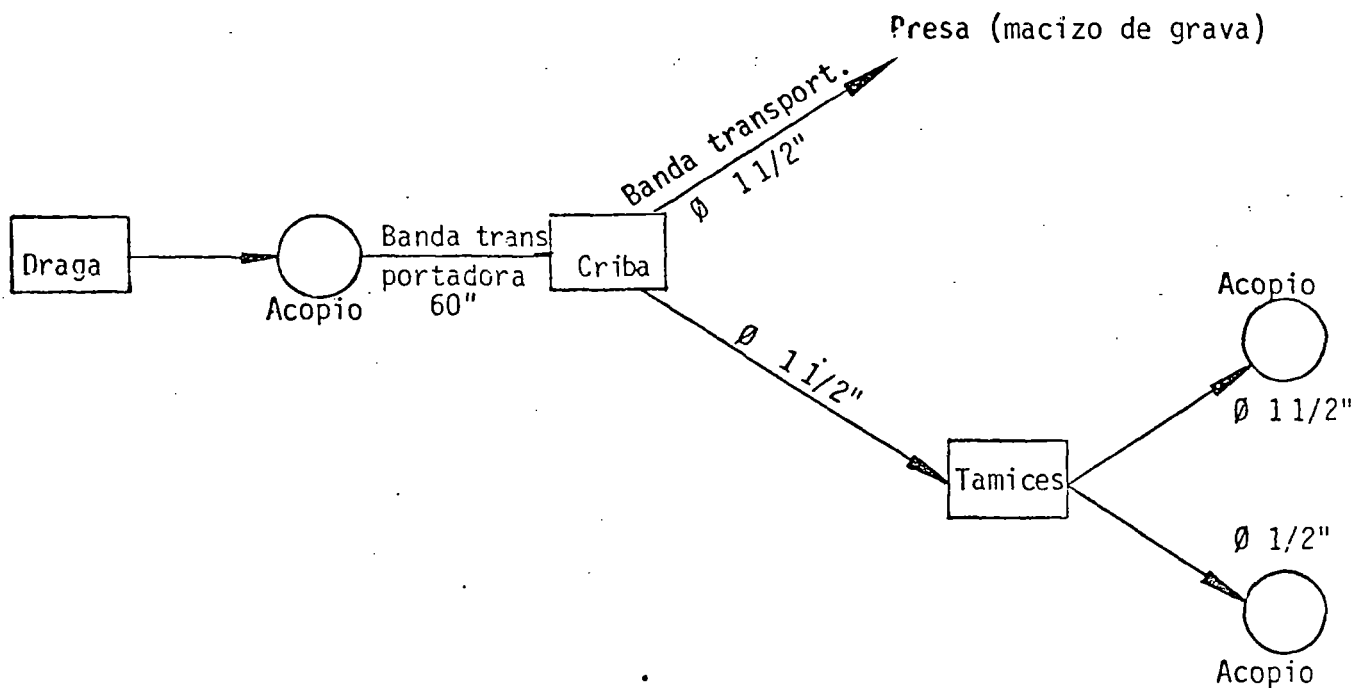 Presa (macizo de grava)
Banda transport.
Ø 1 1/2"
Draga
Acopio
Banda trans
portadora
60"
Criba
Ø 1 1/2"
Tamices
Acopio
Ø 1 1/2"
Ø 1/2"
Acopio